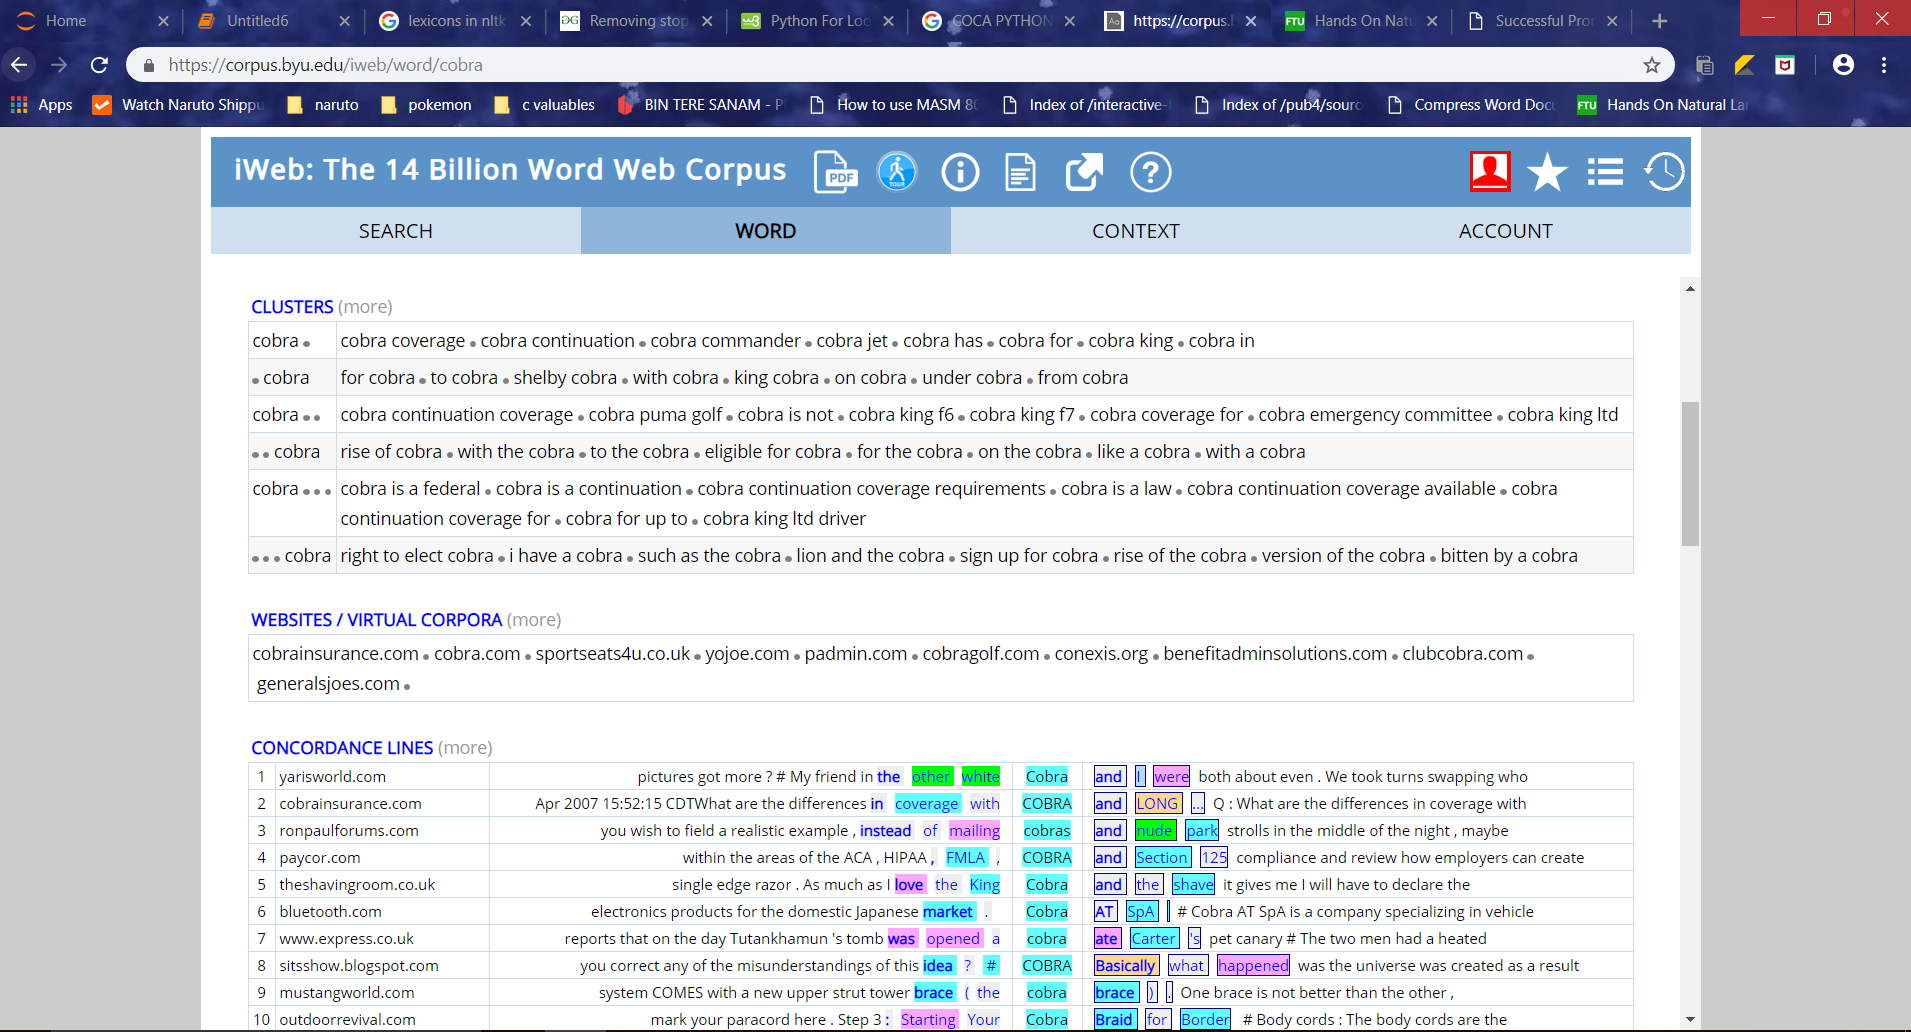 Home Untitled6 lexicons in nltk Removing stop Python For Loo COCA PYTHON https://corpus.b Hands On Natu Successful Pror
https://corpus.byu.edu/iweb/word/cobra
Apps Watch Naruto Shippu naruto pokemon c valuables BIN TERE SANAM - P How to use MASM 80 Index of /interactive- Index of /pub4/sourc Compress Word Docu FTU Hands On Natural La
iWeb: The 14 Billion Word Web Corpus PDF TOUR
SEARCH WORD CONTEXT ACCOUNT
CLUSTERS (more)
cobra • cobra coverage • cobra continuation • cobra commander • cobra jet • cobra has • cobra for • cobra king • cobra in
• cobra for cobra • to cobra • shelby cobra • with cobra • king cobra • on cobra • under cobra • from cobra
cobra • • cobra continuation coverage • cobra puma golf • cobra is not • cobra king f6 • cobra king f7 • cobra coverage for • cobra emergency committee • cobra king ltd
• • cobra rise of cobra • with the cobra • to the cobra • eligible for cobra • for the cobra • on the cobra • like a cobra • with a cobra
cobra • • • cobra is a federal • cobra is a continuation • cobra continuation coverage requirements • cobra is a law • cobra continuation coverage available • cobra
continuation coverage for • cobra for up to • cobra king ltd driver
• • • cobra right to elect cobra • i have a cobra • such as the cobra • lion and the cobra • sign up for cobra • rise of the cobra • version of the cobra • bitten by a cobra
WEBSITES / VIRTUAL CORPORA (more)
cobrainsurance.com • cobra.com • sportseats4u.co.uk • yojoe.com • padmin.com • cobragolf.com • conexis.org • benefitadminsolutions.com • clubcobra.com •
generalsjoes.com •
CONCORDANCE LINES (more)
1 yarisworld.com pictures got more ? # My friend in the other white Cobra and I were both about even . We took turns swapping who
2 cobrainsurance.com Apr 2007 15:52:15 CDTWhat are the differences in coverage with COBRA and LONG ... Q : What are the differences in coverage with
3 ronpaulforums.com you wish to field a realistic example , instead of mailing cobras and nude park strolls in the middle of the night , maybe
4 paycor.com within the areas of the ACA , HIPAA , FMLA , COBRA and Section 125 compliance and review how employers can create
5 theshavingroom.co.uk single edge razor . As much as I love the King Cobra and the shave it gives me I will have to declare the
6 bluetooth.com electronics products for the domestic Japanese market . Cobra AT SpA | # Cobra AT SpA is a company specializing in vehicle
7 www.express.co.uk reports that on the day Tutankhamun 's tomb was opened a cobra ate Carter 's pet canary # The two men had a heated
8 sitsshow.blogspot.com you correct any of the misunderstandings of this idea ? # COBRA Basically what happened was the universe was created as a result
9 mustangworld.com system COMES with a new upper strut tower brace ( the cobra brace ) . One brace is not better than the other ,
10 outdoorrevival.com mark your paracord here . Step 3 : Starting Your Cobra Braid for Border # Body cords : The body cords are the